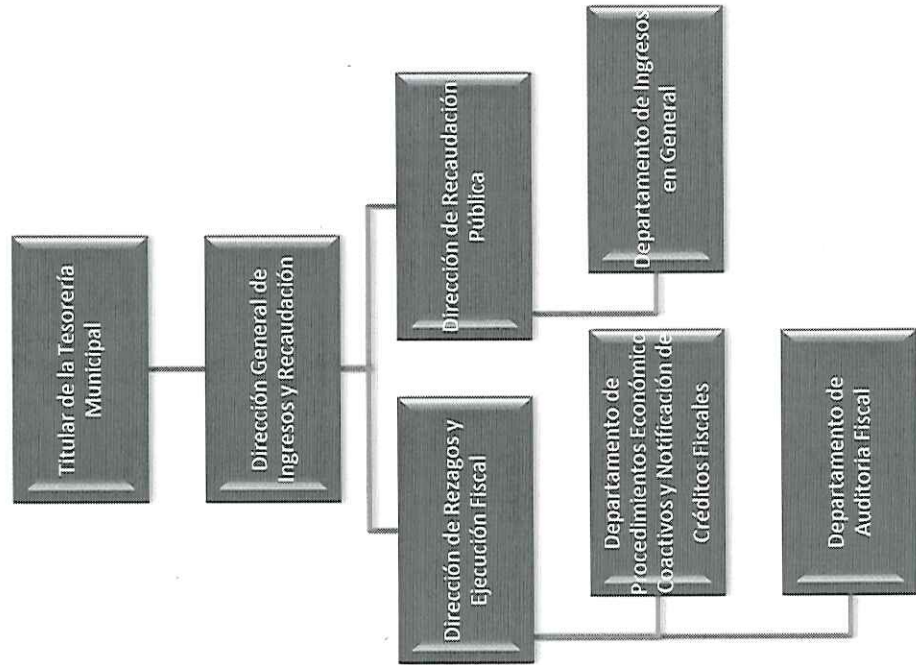 Titular de la Tesorería
Municipal
Dirección General de
Ingresos y Recaudación
Dirección de Rezagos y
Ejecución Fiscal
Dirección de Recaudación
Pública
Departamento de
Procedimientos Económico
Coactivos y Notificación de
Créditos Fiscales
Departamento de Ingresos
en General
Departamento de
Auditoria Fiscal